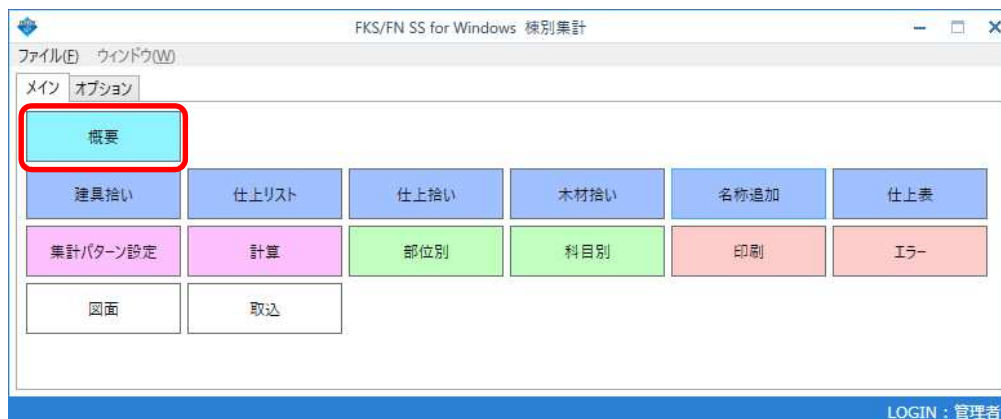 FKS/FN SS for Windows 棟別集計
ファイル(F) ウィンドウ(W)
メイン オプション
概要
建具拾い 仕上リスト 仕上拾い 木材拾い 名称追加 仕上表
集計パターン設定 計算 部位別 科目別 印刷 エラー
図面 取込
LOGIN：管理者